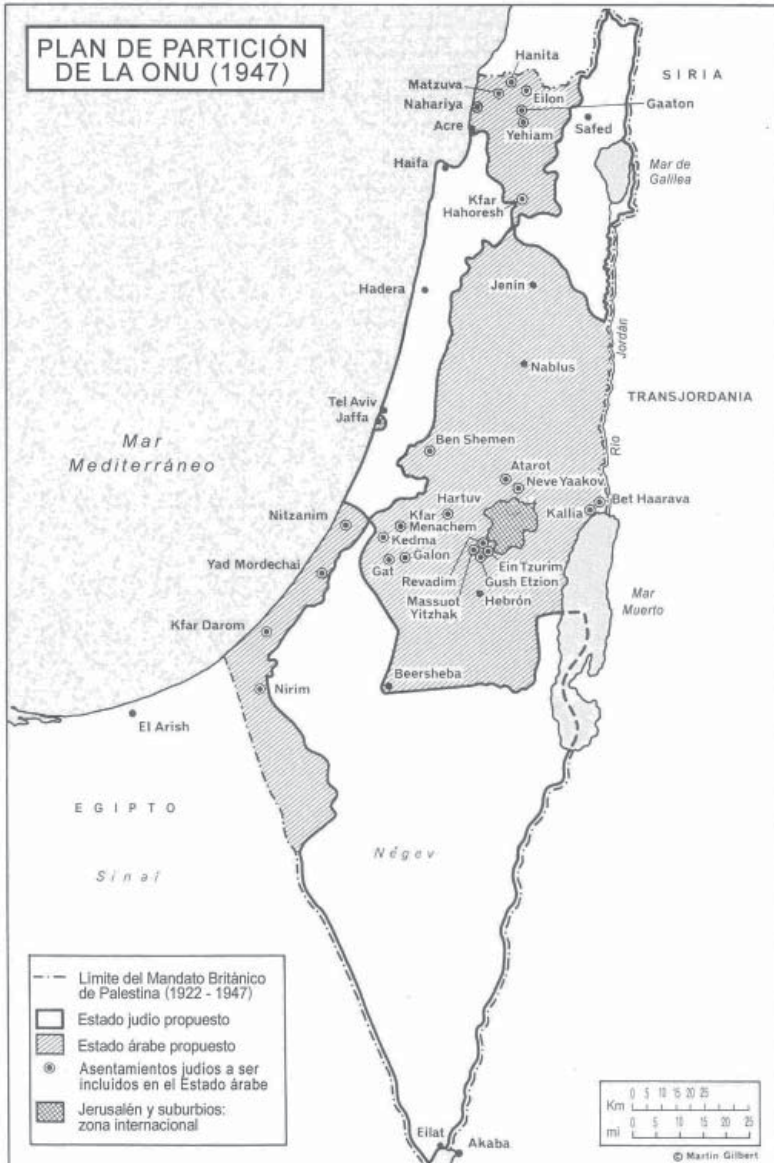 PLAN DE PARTICIÓN
DE LA ONU (1947)
Hanita
SIRIA
Matzuva
Eilon
Nahariya
Gaaton
Acre
Yehiam
Safed
Haifa
Mar de
Galilea
Kfar
Hahoresh
Hadera
Jenin
Jordán
Nablus
TRANSJORDANIA
Tel Aviv
Jaffa
Mar
Mediterráneo
Ben Shemen
Río
Atarot
Neve Yaakov
Bet Haarava
Hartuv
Kallia
Nitzanim
Kfar
Menachem
Kedma
Galon
Ein Tzurim
Yad Mordechai
Gat
Revadim
Gush Etzion
Massuot
Yitzhak
Hebrón
Mar
Muerto
Kfar Darom
Beersheba
Nirim
El Arish
EGIPTO
Négev
Sinaí
Límite del Mandato Británico
de Palestina (1922 - 1947)
Estado judío propuesto
Estado árabe propuesto
Asentamientos judíos a ser
incluídos en el Estado árabe
Jerusalén y suburbios:
zona internacional
Eilat
Akaba
0 5 10 15 20 25
Km
mi
0 5 10 15 20 25
© Martin Gilbert